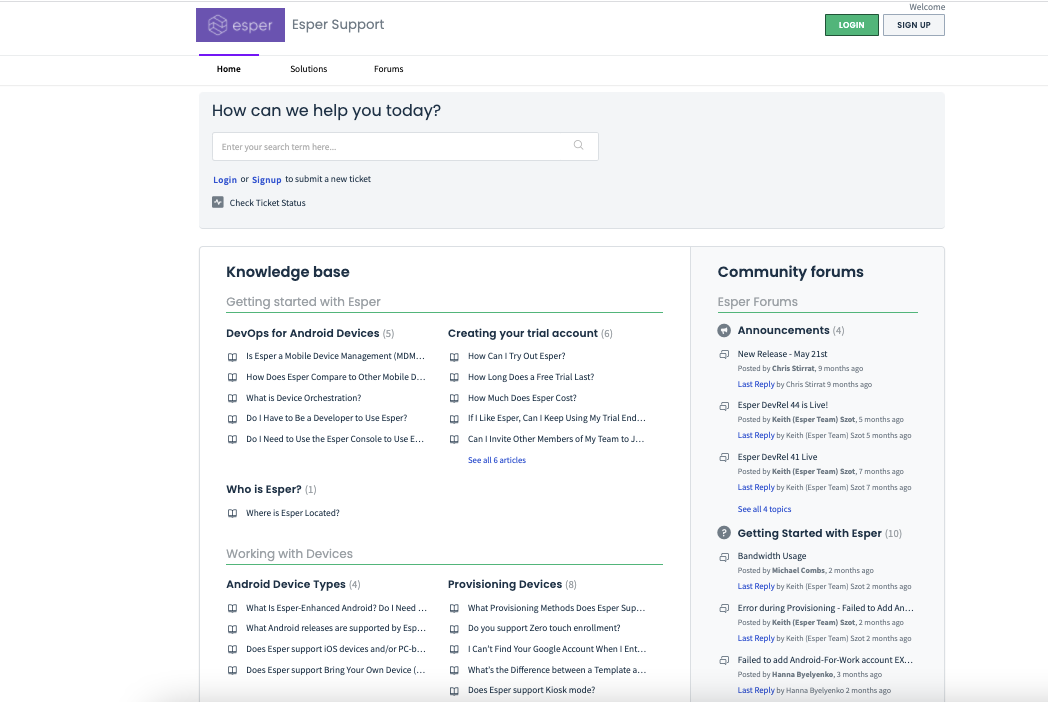 Welcome
esper Esper Support
LOGIN SIGN UP
Home Solutions Forums
How can we help you today?
Enter your search term here...
Login or Signup to submit a new ticket
Check Ticket Status
Knowledge base
Getting started with Esper
DevOps for Android Devices (5)
Is Esper a Mobile Device Management (MDM...
How Does Esper Compare to Other Mobile D...
What is Device Orchestration?
Do I Have to Be a Developer to Use Esper?
Do I Need to Use the Esper Console to Use E...
Creating your trial account (6)
How Can I Try Out Esper?
How Long Does a Free Trial Last?
How Much Does Esper Cost?
If I Like Esper, Can I Keep Using My Trial End...
Can I Invite Other Members of My Team to J...
See all 6 articles
Who is Esper? (1)
Where is Esper Located?
Working with Devices
Android Device Types (4)
What Is Esper-Enhanced Android? Do I Need ...
What Android releases are supported by Esp...
Does Esper support iOS devices and/or PC-b...
Does Esper support Bring Your Own Device (...
Provisioning Devices (8)
What Provisioning Methods Does Esper Sup...
Do you support Zero touch enrollment?
I Can't Find Your Google Account When I Ent...
What's the Difference between a Template a...
Does Esper support Kiosk mode?
Community forums
Esper Forums
Announcements (4)
New Release - May 21st
Posted by Chris Stirrat, 9 months ago
Last Reply by Chris Stirrat 9 months ago
Esper DevRel 44 is Live!
Posted by Keith (Esper Team) Szot, 5 months ago
Last Reply by Keith (Esper Team) Szot 5 months ago
Esper DevRel 41 Live
Posted by Keith (Esper Team) Szot, 7 months ago
Last Reply by Keith (Esper Team) Szot 7 months ago
See all 4 topics
Getting Started with Esper (10)
Bandwidth Usage
Posted by Michael Combs, 2 months ago
Last Reply by Keith (Esper Team) Szot 2 months ago
Error during Provisioning - Failed to Add An...
Posted by Keith (Esper Team) Szot, 2 months ago
Last Reply by Keith (Esper Team) Szot 2 months ago
Failed to add Android-For-Work account EX...
Posted by Hanna Byelyenko, 3 months ago
Last Reply by Hanna Byelyenko 2 months ago